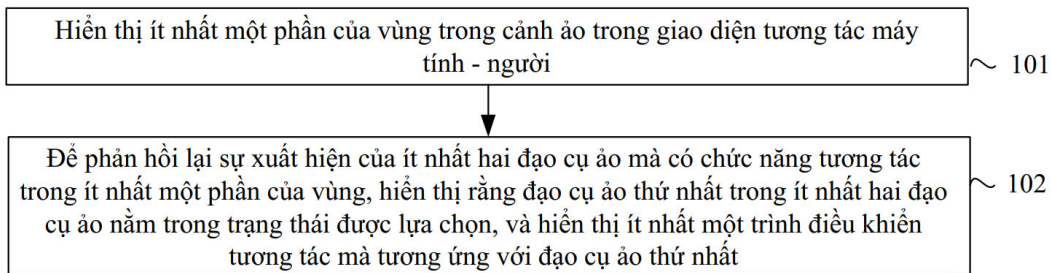 Hiển thị ít nhất một phần của vùng trong cảnh ảo trong giao diện tương tác máy
tính - người
101
Để phản hồi lại sự xuất hiện của ít nhất hai đạo cụ ảo mà có chức năng tương tác
trong ít nhất một phần của vùng, hiển thị rằng đạo cụ ảo thứ nhất trong ít nhất hai đạo
cụ ảo nằm trong trạng thái được lựa chọn, và hiển thị ít nhất một trình điều khiển
tương tác mà tương ứng với đạo cụ ảo thứ nhất
102